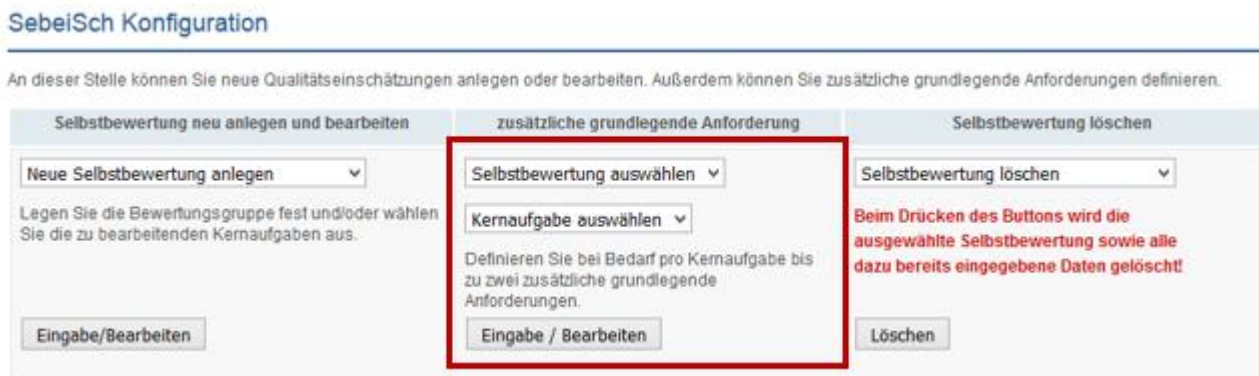 SebeiSch Konfiguration
An dieser Stelle können Sie neue Qualitätseinschätzungen anlegen oder bearbeiten. Außerdem können Sie zusätzliche grundlegende Anforderungen definieren.
Selbstbewertung neu anlegen und bearbeiten
Neue Selbstbewertung anlegen
Legen Sie die Bewertungsgruppe fest und/oder wählen
Sie die zu bearbeitenden Kernaufgaben aus.
Eingabe/Bearbeiten
zusätzliche grundlegende Anforderung
Selbstbewertung auswählen
Kernaufgabe auswählen
Definieren Sie bei Bedarf pro Kernaufgabe bis
zu zwei zusätzliche grundlegende
Anforderungen.
Eingabe / Bearbeiten
Selbstbewertung löschen
Selbstbewertung löschen
Beim Drücken des Buttons wird die
ausgewählte Selbstbewertung sowie alle
dazu bereits eingegebene Daten gelöscht!
Löschen